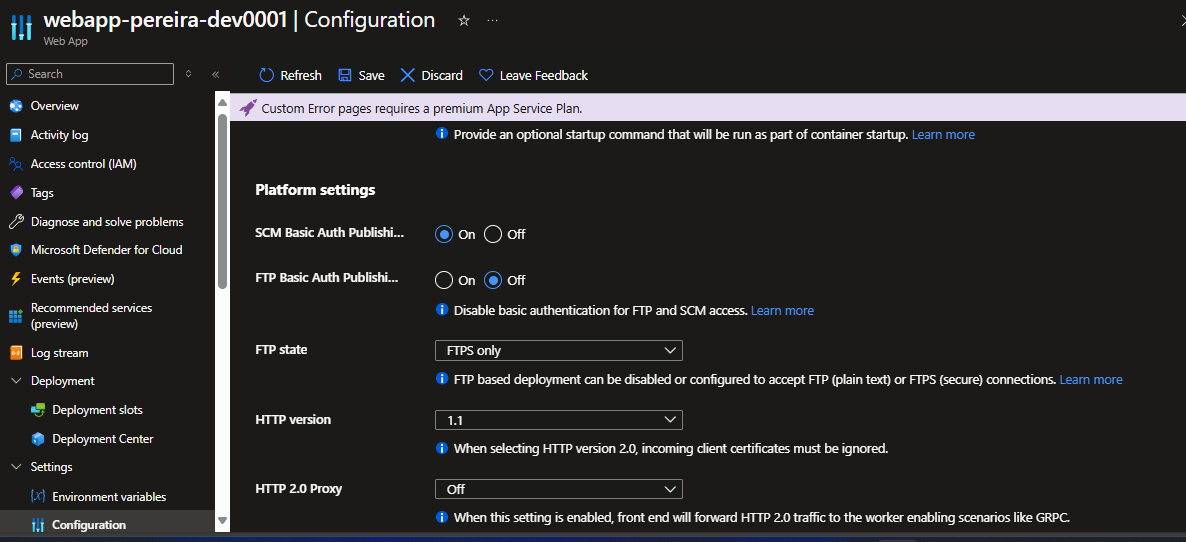 webapp-pereira-dev0001 | Configuration
Web App
Search
Refresh
Save
Discard
Leave Feedback
Overview
Activity log
Access control (IAM)
Tags
Diagnose and solve problems
Microsoft Defender for Cloud
Events (preview)
Recommended services
(preview)
Log stream
Deployment
Deployment slots
Deployment Center
Settings
Environment variables
Configuration
Custom Error pages requires a premium App Service Plan.
Provide an optional startup command that will be run as part of container startup. Learn more
Platform settings
SCM Basic Auth Publishi...
On
Off
FTP Basic Auth Publishi...
On
Off
Disable basic authentication for FTP and SCM access. Learn more
FTP state
FTPS only
FTP based deployment can be disabled or configured to accept FTP (plain text) or FTPS (secure) connections. Learn more
HTTP version
1.1
When selecting HTTP version 2.0, incoming client certificates must be ignored.
HTTP 2.0 Proxy
Off
When this setting is enabled, front end will forward HTTP 2.0 traffic to the worker enabling scenarios like GRPC.